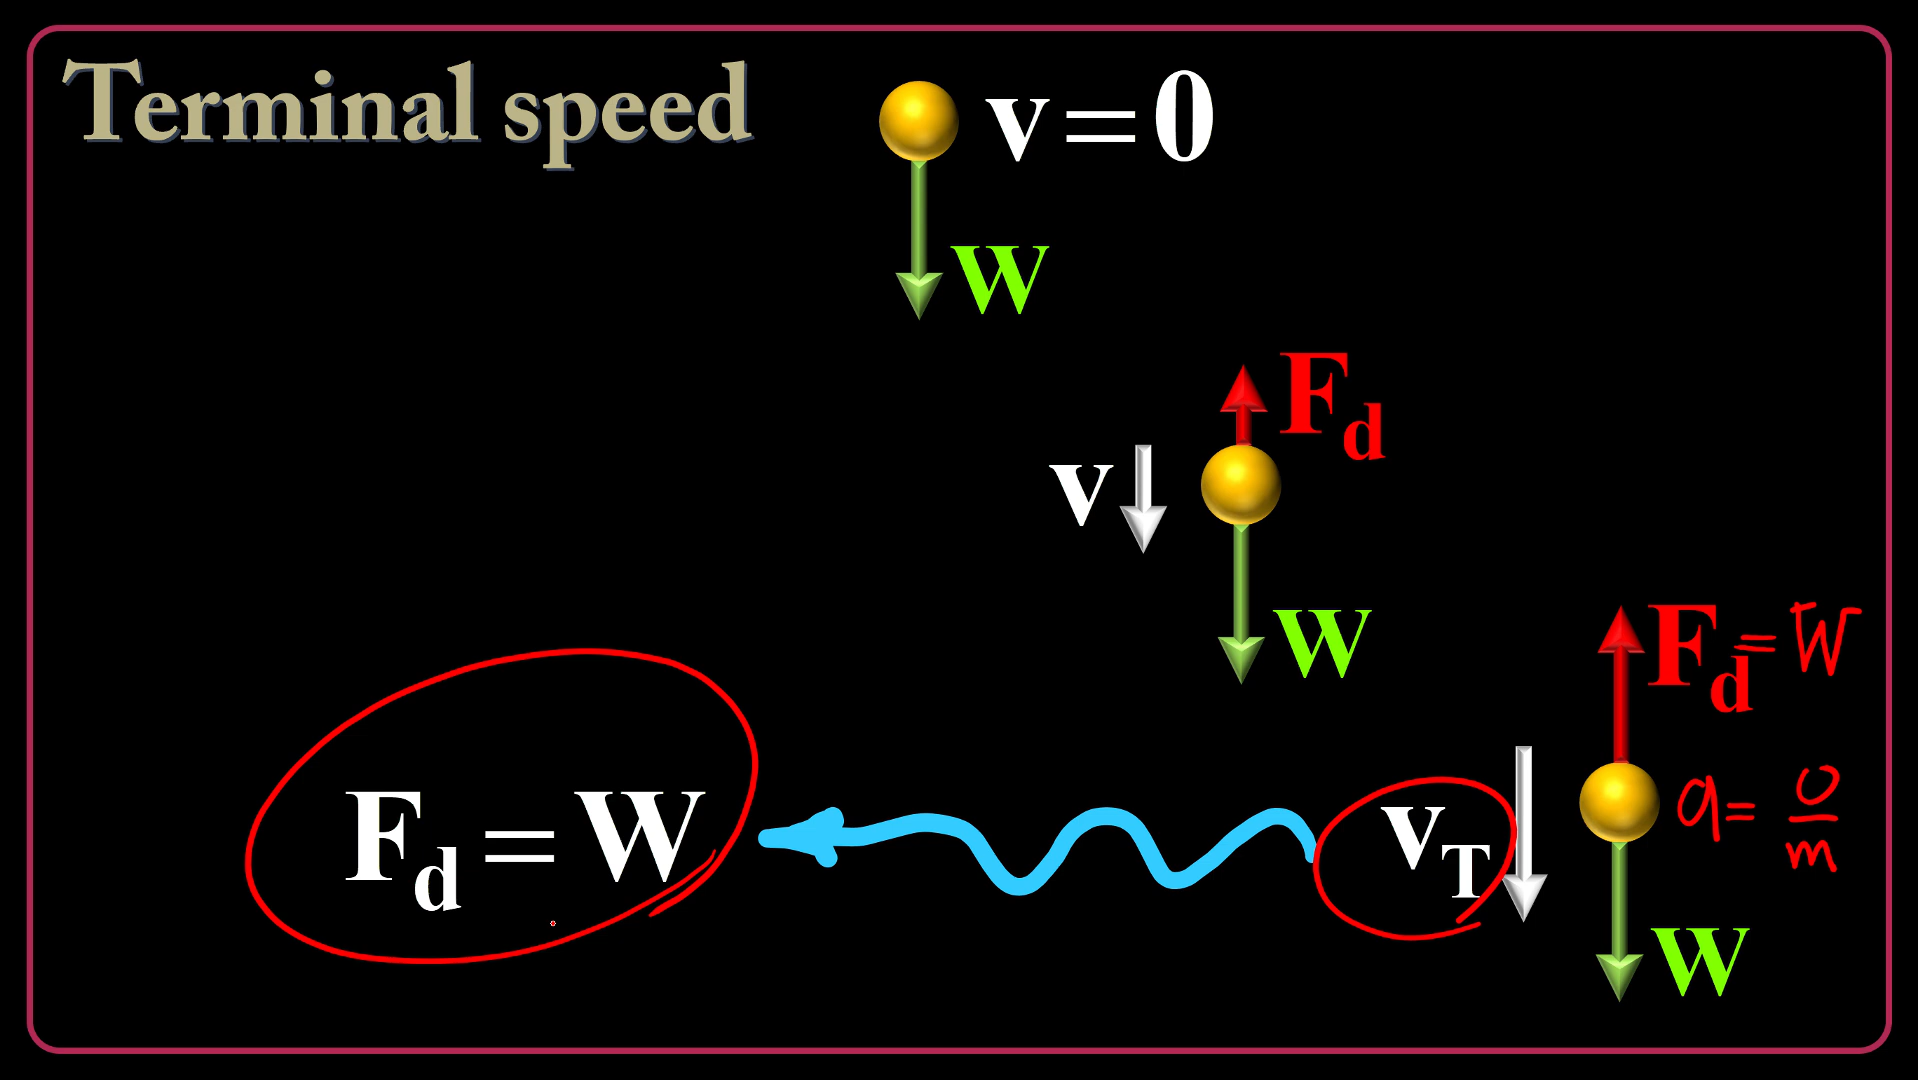 Terminal speed
v = 0
W
Fd
v
W
Fd = W
a = 0/m
Fd = W
vT
W